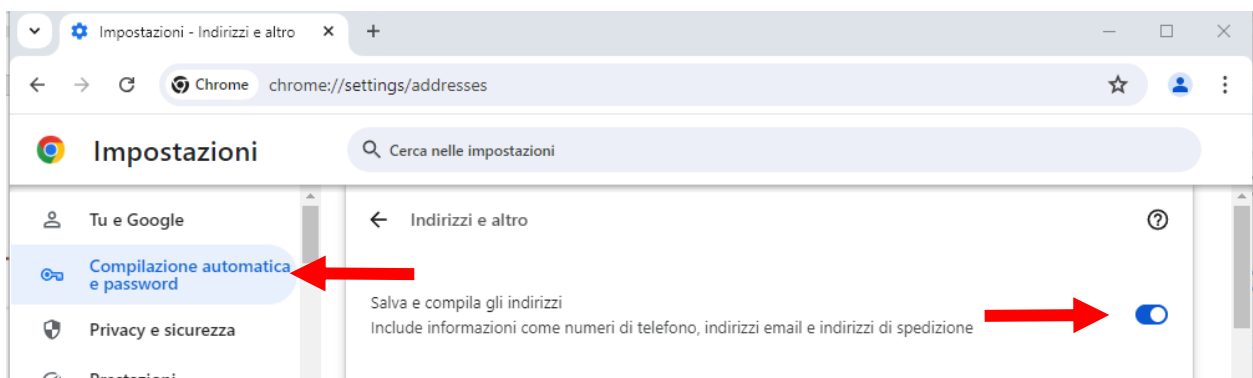 Impostazioni - Indirizzi e altro
Chrome chrome://settings/addresses
Impostazioni
Cerca nelle impostazioni
Tu e Google
Indirizzi e altro
Compilazione automatica
e password
Salva e compila gli indirizzi
Include informazioni come numeri di telefono, indirizzi email e indirizzi di spedizione
Privacy e sicurezza
Prestazioni